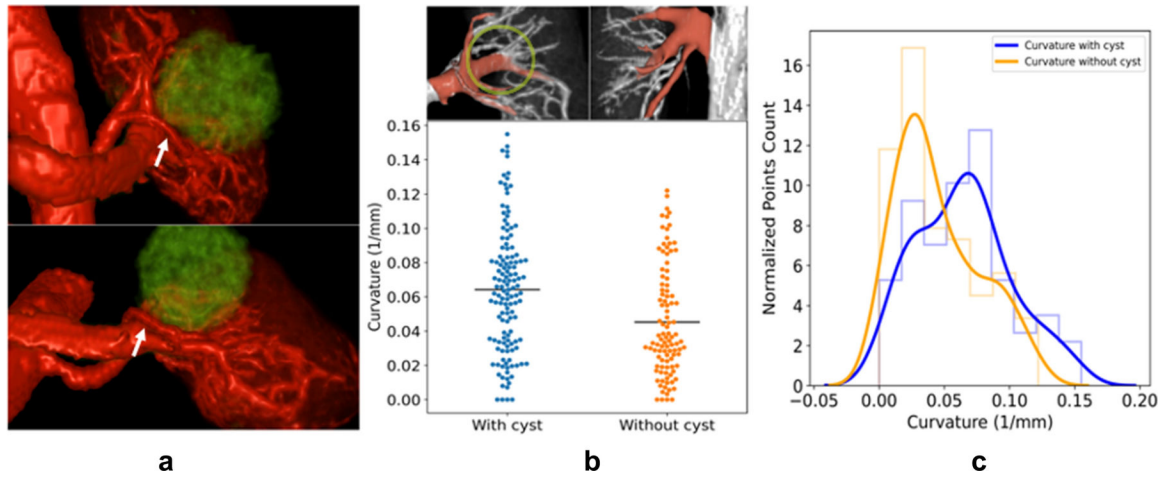 Curvature (1/mm)
0.16
0.14
0.12
0.10
0.08
0.06
0.04
0.02
0.00
With cyst
Without cyst
Normalized Points Count
16
14
12
10
8
6
4
2
0
Curvature with cyst
Curvature without cyst
−0.05 0.00 0.05 0.10 0.15 0.20
Curvature (1/mm)
a
b
c